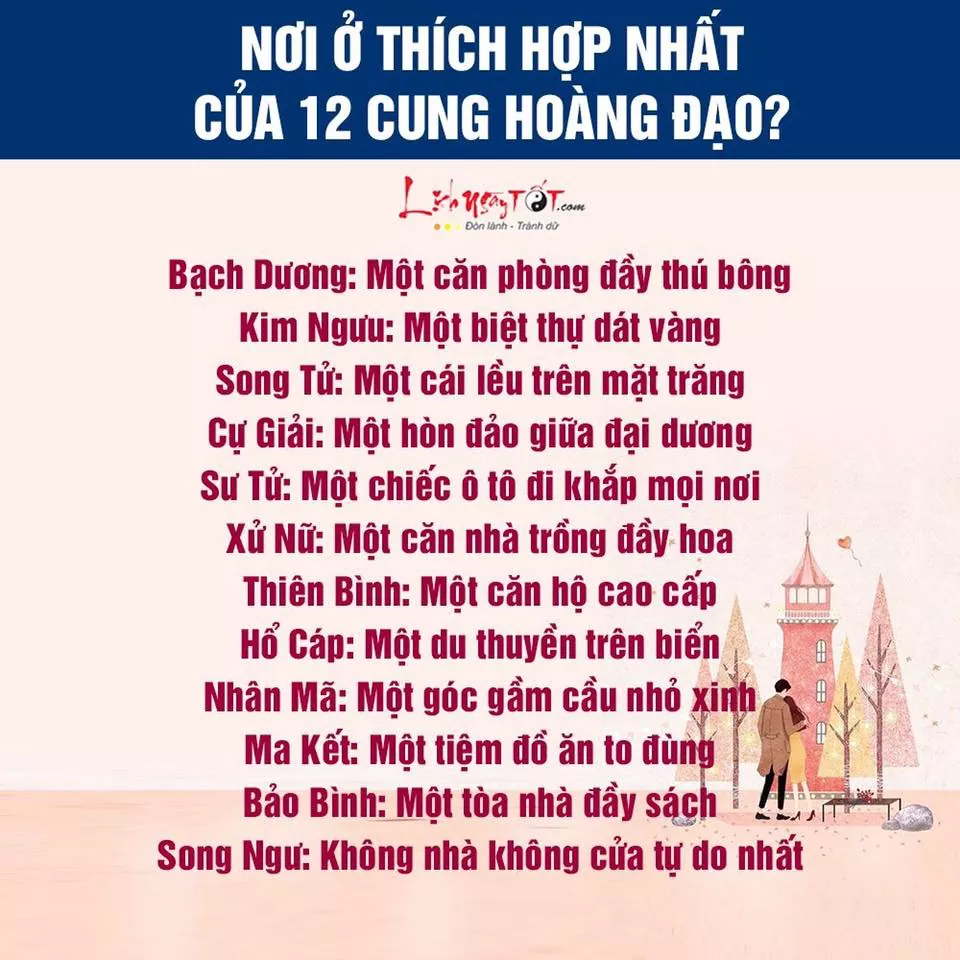 NƠI Ở THÍCH HỢP NHẤT
CỦA 12 CUNG HOÀNG ĐẠO?
LịchngàyTỐT.com
Đón lành - Tránh dữ
Bạch Dương: Một căn phòng đầy thú bông
Kim Ngưu: Một biệt thự dát vàng
Song Tử: Một cái lều trên mặt trăng
Cự Giải: Một hòn đảo giữa đại dương
Sư Tử: Một chiếc ô tô đi khắp mọi nơi
Xử Nữ: Một căn nhà trồng đầy hoa
Thiên Bình: Một căn hộ cao cấp
Hổ Cáp: Một du thuyền trên biển
Nhân Mã: Một góc gầm cầu nhỏ xinh
Ma Kết: Một tiệm đồ ăn to đùng
Bảo Bình: Một tòa nhà đầy sách
Song Ngư: Không nhà không cửa tự do nhất